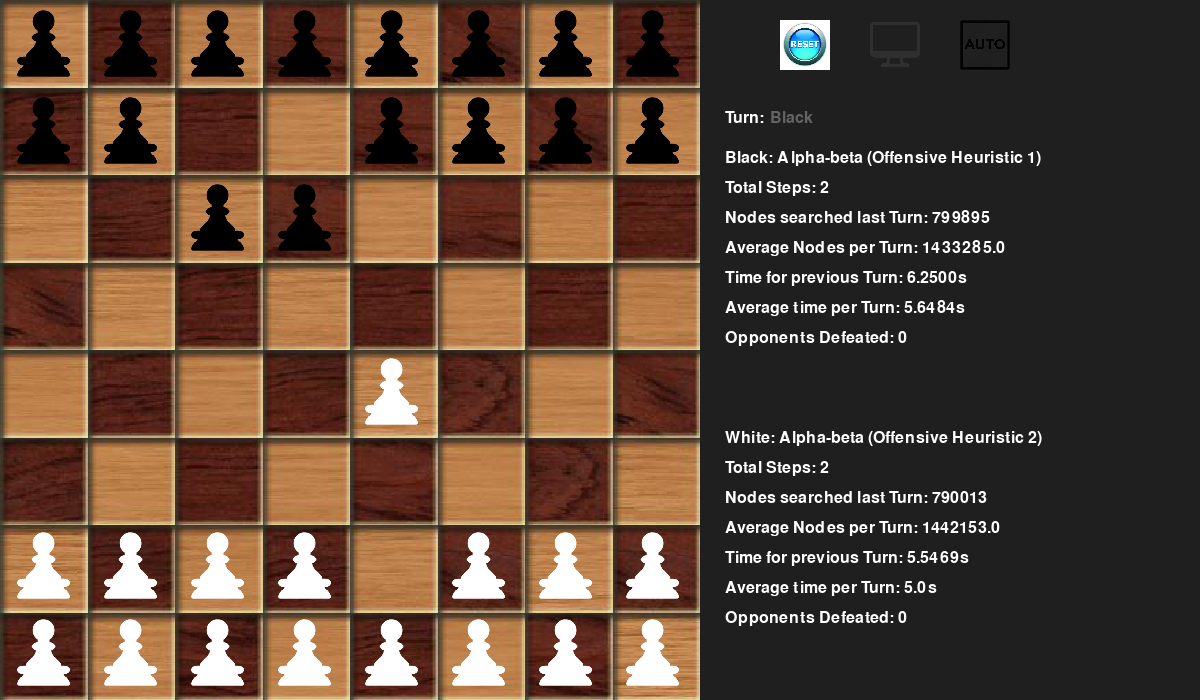 RESET
AUTO
Turn: Black
Black: Alpha-beta (Offensive Heuristic 1)
Total Steps: 2
Nodes searched last Turn: 799895
Average Nodes per Turn: 1433285.0
Time for previous Turn: 6.2500s
Average time per Turn: 5.6484s
Opponents Defeated: 0
White: Alpha-beta (Offensive Heuristic 2)
Total Steps: 2
Nodes searched last Turn: 790013
Average Nodes per Turn: 1442153.0
Time for previous Turn: 5.5469s
Average time per Turn: 5.0s
Opponents Defeated: 0